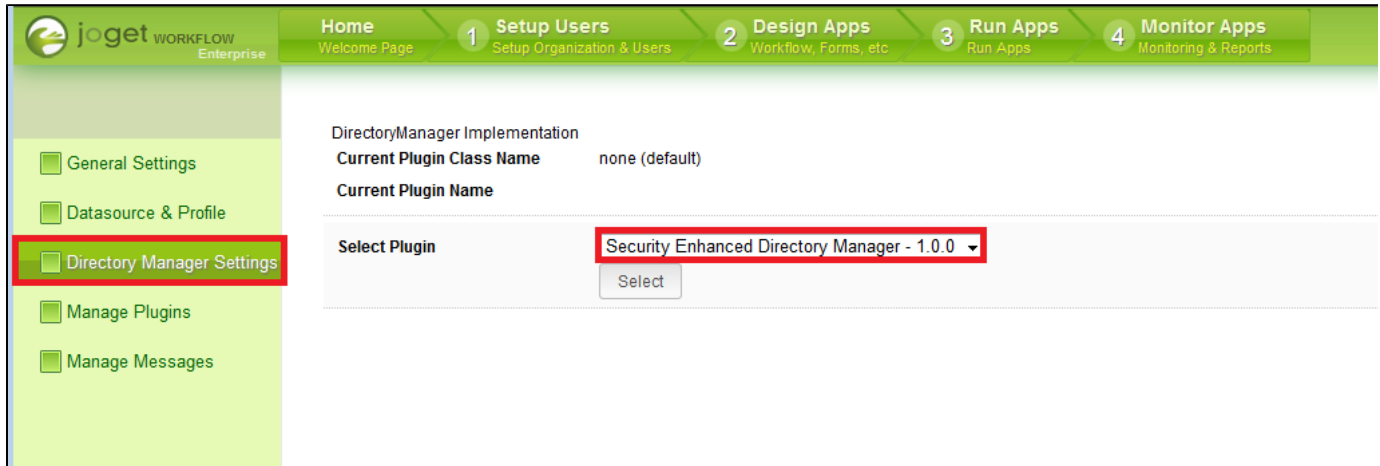 joget WORKFLOW
Enterprise
Home
Welcome Page
1 Setup Users
Setup Organization & Users
2 Design Apps
Workflow, Forms, etc
3 Run Apps
Run Apps
4 Monitor Apps
Monitoring & Reports
General Settings
Datasource & Profile
Directory Manager Settings
Manage Plugins
Manage Messages
DirectoryManager Implementation
Current Plugin Class Name none (default)
Current Plugin Name
Select Plugin Security Enhanced Directory Manager - 1.0.0
Select